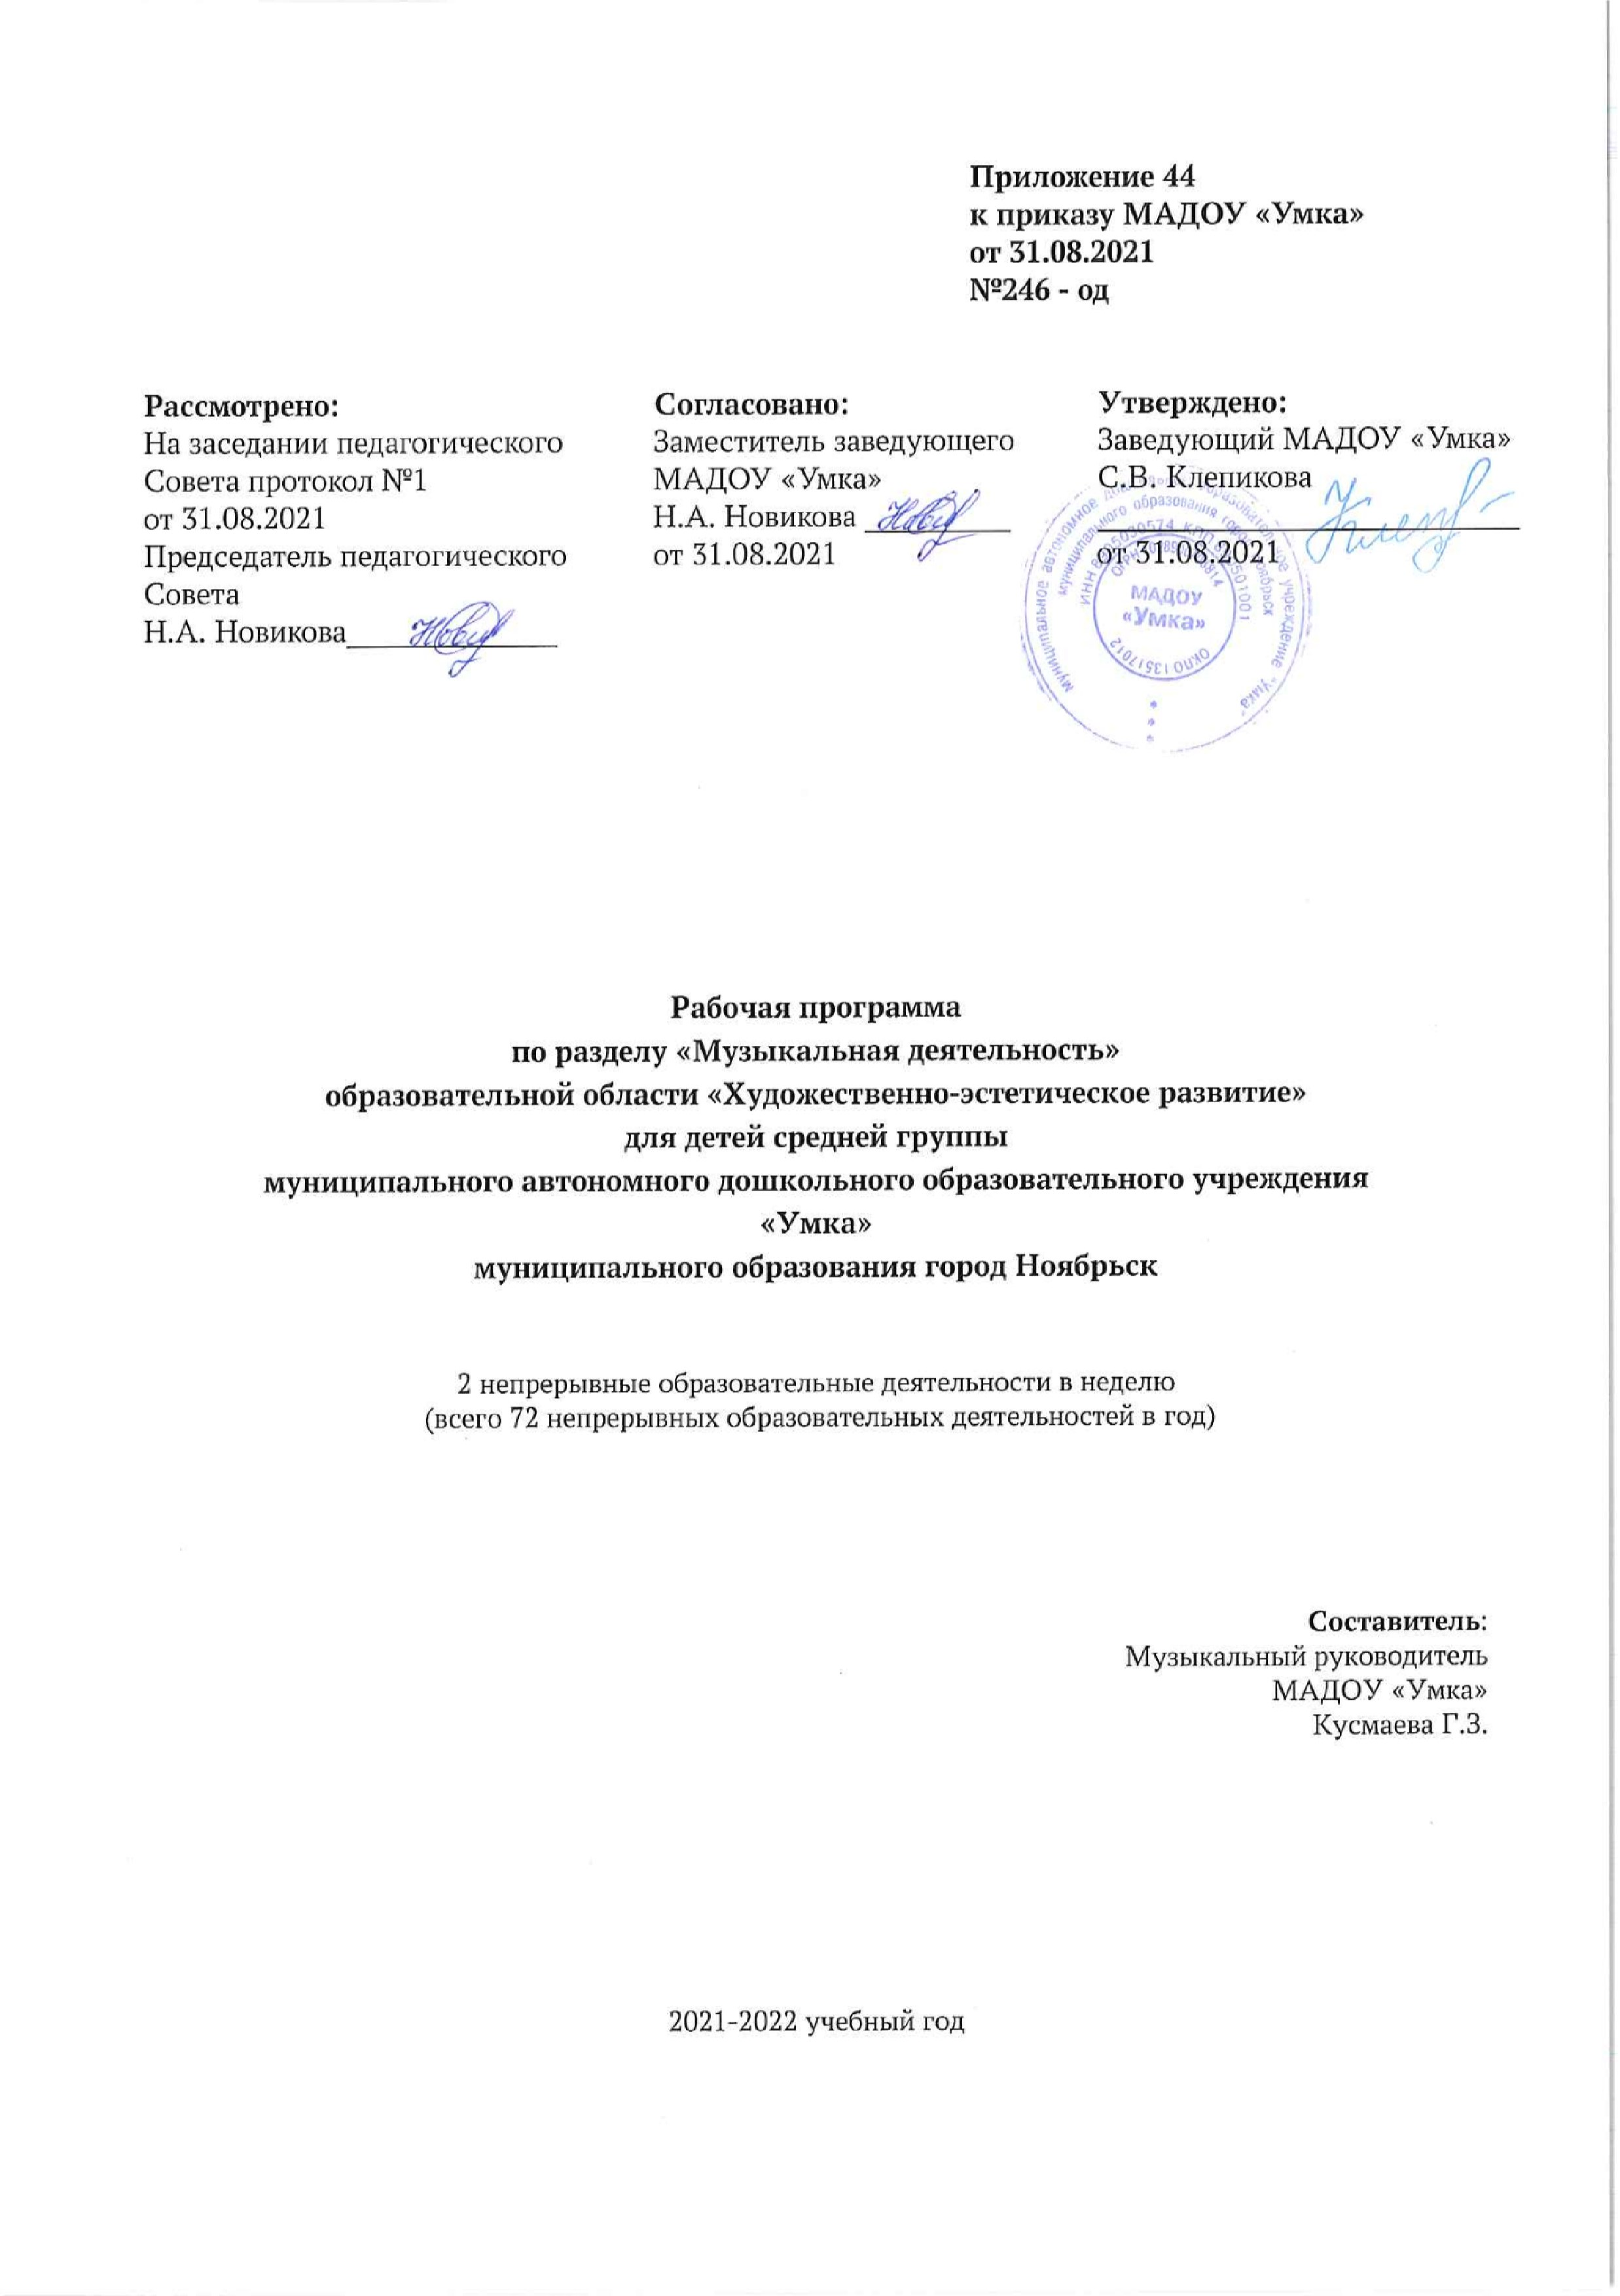 Приложение 44
к приказу МАДОУ «Умка»
от 31.08.2021
№246 - од
Рассмотрено:
На заседании педагогического
Совета протокол №1
от 31.08.2021
Председатель педагогического
Совета
Н.А. Новикова
Согласовано:
Заместитель заведующего
МАДОУ «Умка»
Н.А. Новикова
от 31.08.2021
Утверждено:
Заведующий МАДОУ «Умка»
С.В. Клепикова
от 31.08.2021
МАДОУ
«Умка»
ОКПО 13517012
Рабочая программа
по разделу «Музыкальная деятельность»
образовательной области «Художественно-эстетическое развитие»
для детей средней группы
муниципального автономного дошкольного образовательного учреждения
«Умка»
муниципального образования город Ноябрьск
2 непрерывные образовательные деятельности в неделю
(всего 72 непрерывных образовательных деятельностей в год)
Составитель:
Музыкальный руководитель
МАДОУ «Умка»
Кусмаева Г.З.
2021-2022 учебный год